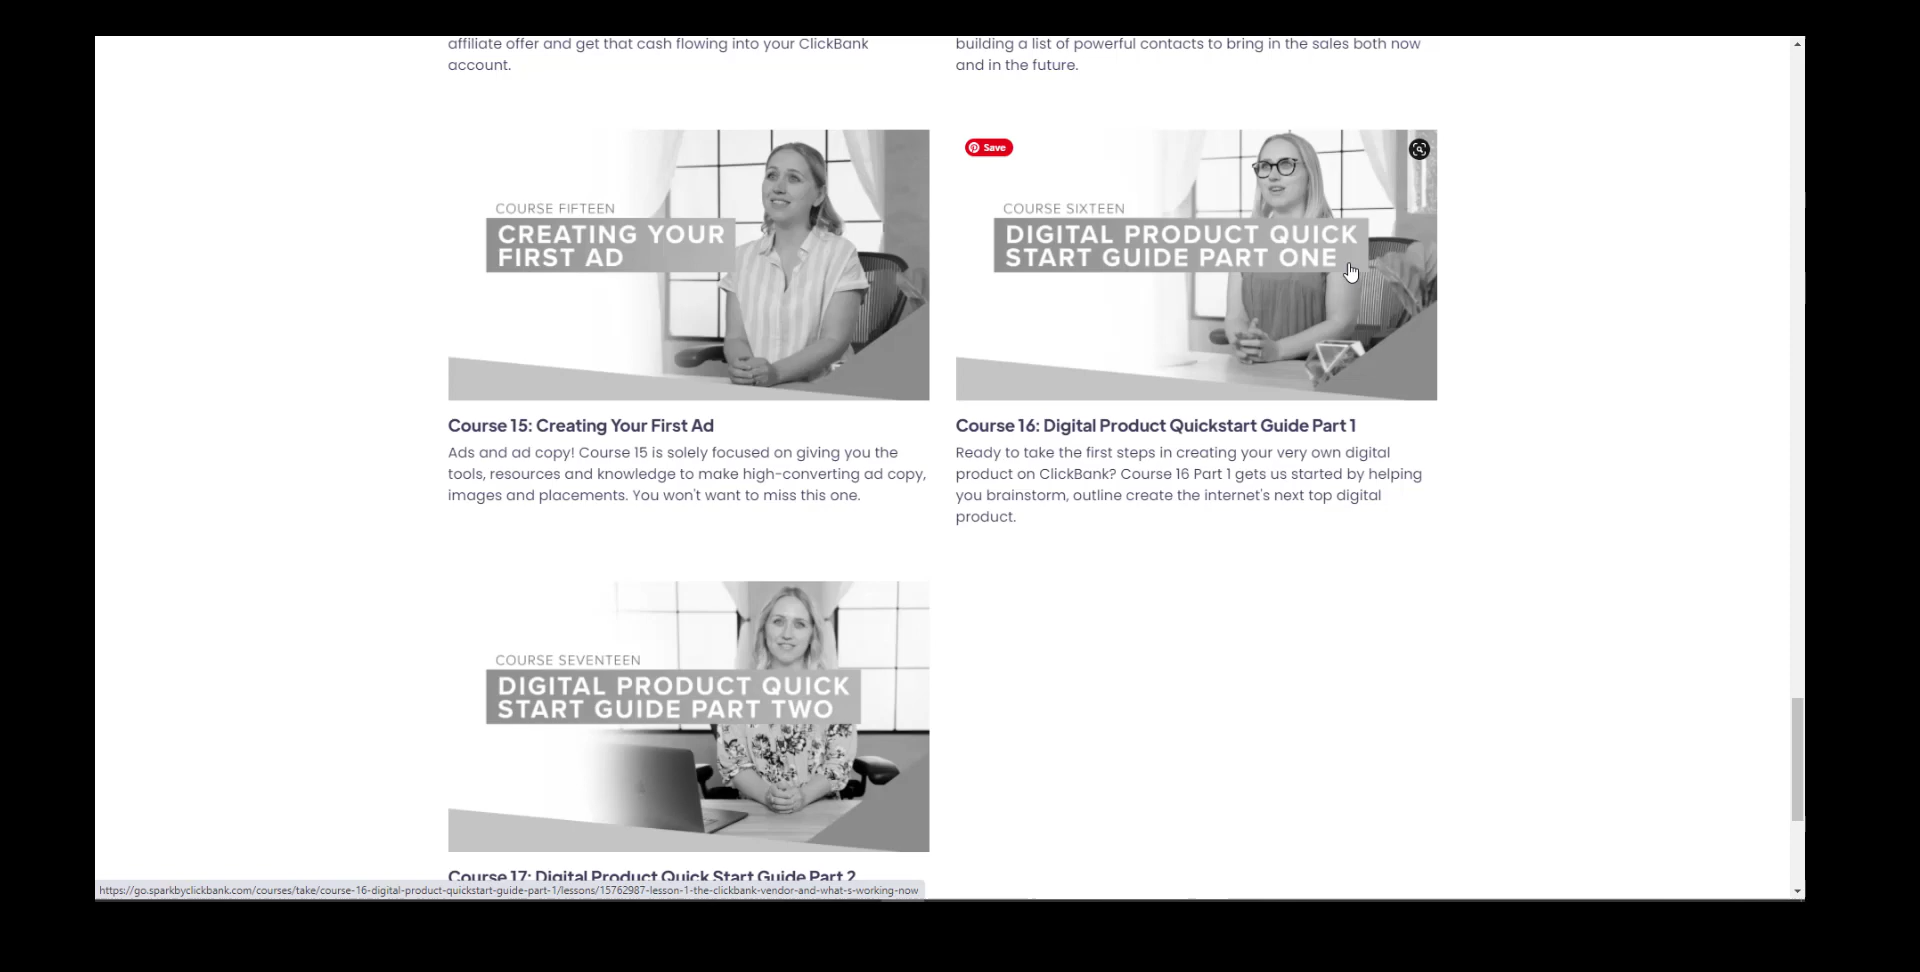 affiliate offer and get that cash flowing into your ClickBank
account.
building a list of powerful contacts to bring in the sales both now
and in the future.
COURSE FIFTEEN
CREATING YOUR
FIRST AD
Save
COURSE SIXTEEN
DIGITAL PRODUCT QUICK
START GUIDE PART ONE
Course 15: Creating Your First Ad
Ads and ad copy! Course 15 is solely focused on giving you the
tools, resources and knowledge to make high-converting ad copy,
images and placements. You won't want to miss this one.
Course 16: Digital Product Quickstart Guide Part 1
Ready to take the first steps in creating your very own digital
product on ClickBank? Course 16 Part 1 gets us started by helping
you brainstorm, outline create the internet's next top digital
product.
COURSE SEVENTEEN
DIGITAL PRODUCT QUICK
START GUIDE PART TWO
Course 17: Digital Product Quick Start Guide Part 2
https://go.sparkbyclickbank.com/courses/take/course-16-digital-product-quickstart-guide-part-1/lessons/15762987-lesson-1-the-clickbank-vendor-and-what-s-working-now